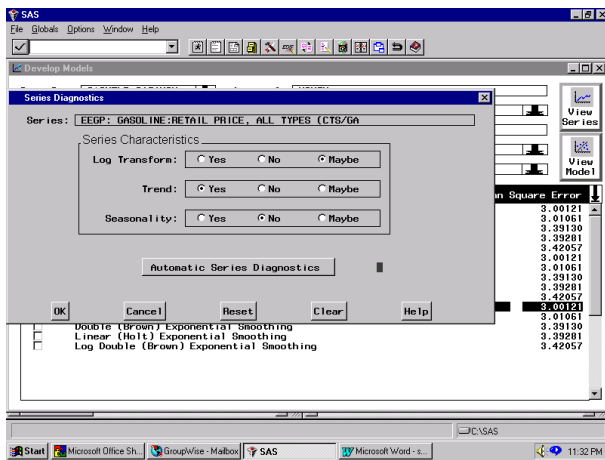 SAS
File Globals Options Window Help
Develop Models
Series Diagnostics
View
Series
Series: EEGP: GASOLINE:RETAIL PRICE, ALL TYPES (CTS/GA
Series Characteristics
Log Transform: Yes No Maybe
View
Model
Trend: Yes No Maybe
n Square Error
Seasonality: Yes No Maybe
3.00121
3.01061
3.39130
3.39281
3.42057
3.00121
Automatic Series Diagnostics
3.01061
3.39130
3.39281
3.42057
OK Cancel Reset Clear Help
3.00121
3.01061
Double (Brown) Exponential Smoothing 3.39130
Linear (Holt) Exponential Smoothing 3.39281
Log Double (Brown) Exponential Smoothing 3.42057
C:\SAS
Start Microsoft Office Sh... GroupWise - Mailbox SAS Microsoft Word - s... 11:32 PM